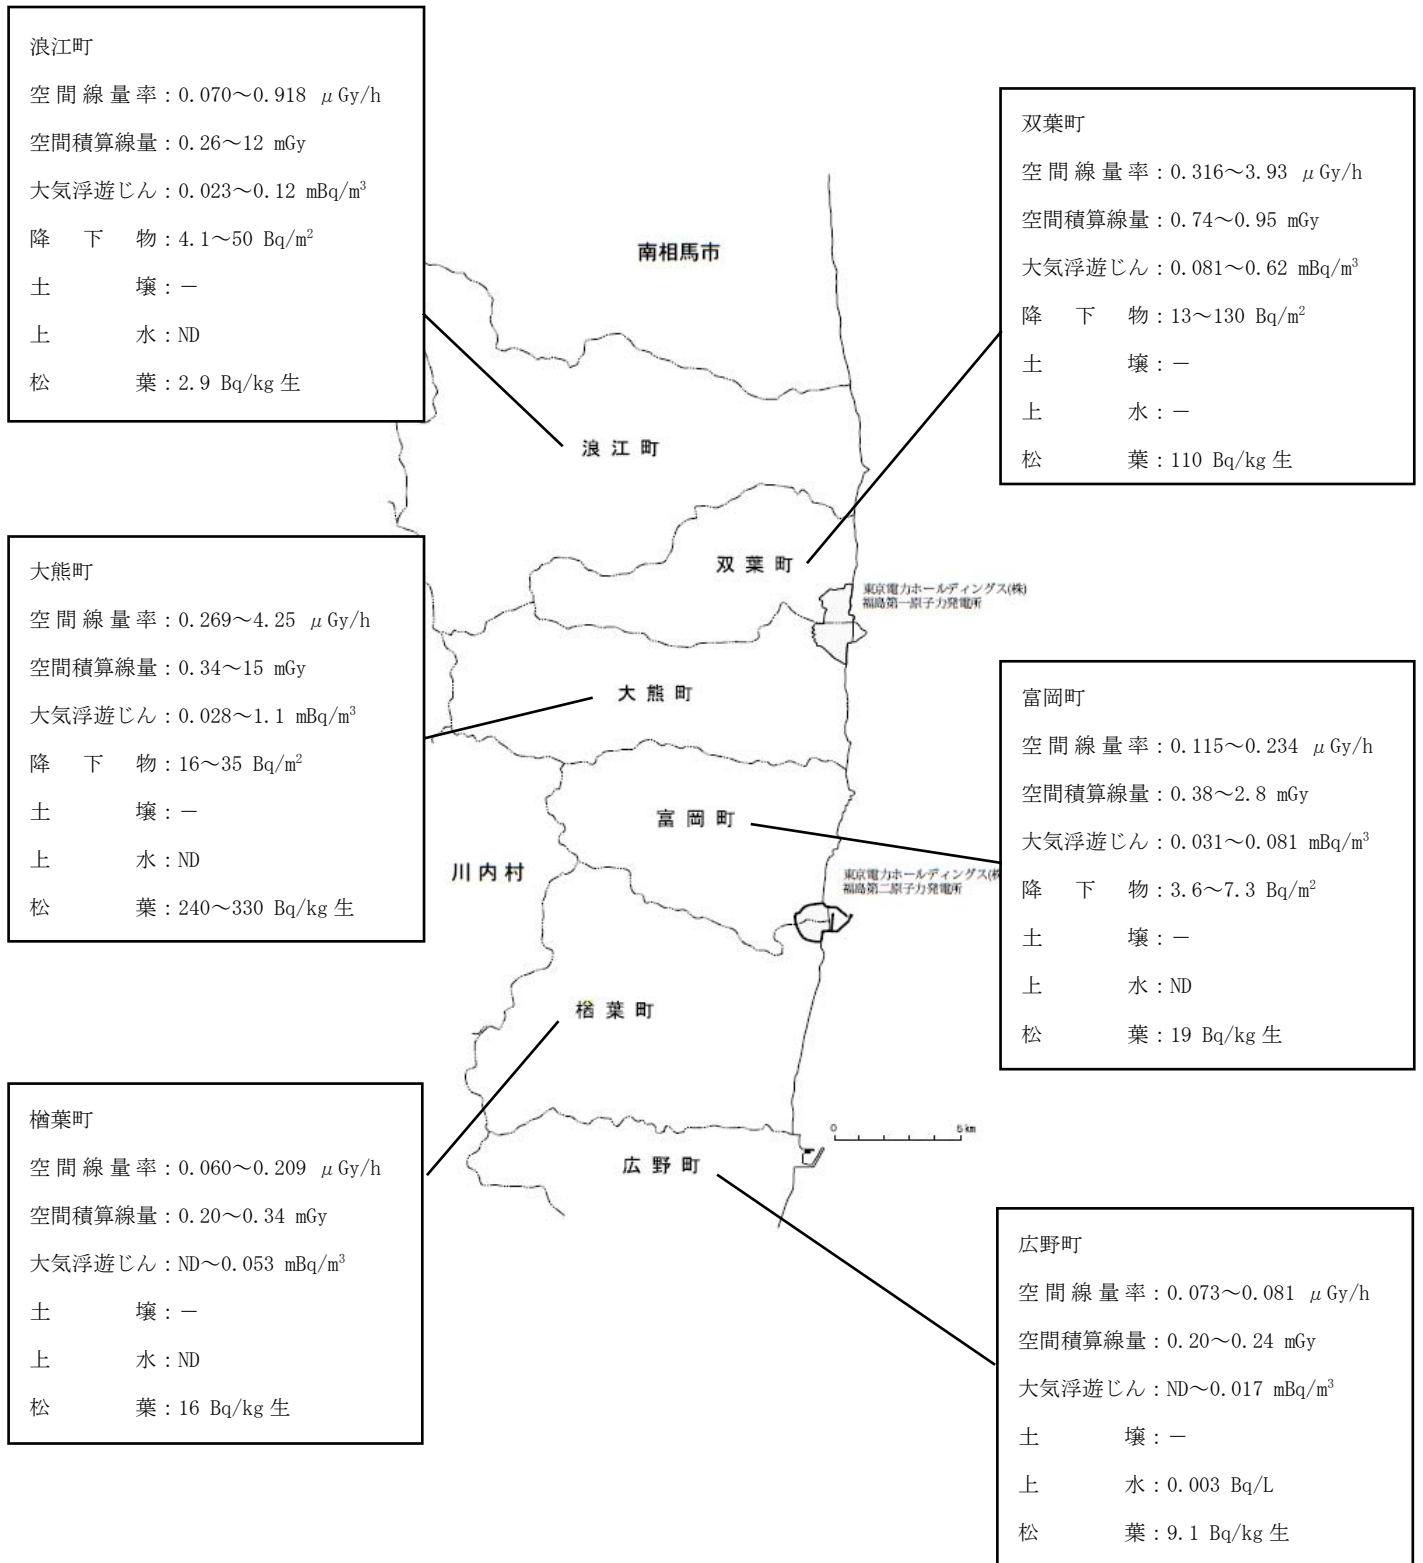 浪江町
空間線量率：0.070～0.918 μGy/h
空間積算線量：0.26～12 mGy
大気浮遊じん：0.023～0.12 mBq/m³
降下物：4.1～50 Bq/m²
土壌：－
上水：ND
松葉：2.9 Bq/kg生
双葉町
空間線量率：0.316～3.93 μGy/h
空間積算線量：0.74～0.95 mGy
大気浮遊じん：0.081～0.62 mBq/m³
降下物：13～130 Bq/m²
土壌：－
上水：－
松葉：110 Bq/kg生
南相馬市
浪江町
双葉町
東京電力ホールディングス(株)
福島第一原子力発電所
大熊町
空間線量率：0.269～4.25 μGy/h
空間積算線量：0.34～15 mGy
大気浮遊じん：0.028～1.1 mBq/m³
降下物：16～35 Bq/m²
土壌：－
上水：ND
松葉：240～330 Bq/kg生
大熊町
富岡町
空間線量率：0.115～0.234 μGy/h
空間積算線量：0.38～2.8 mGy
大気浮遊じん：0.031～0.081 mBq/m³
降下物：3.6～7.3 Bq/m²
土壌：－
上水：ND
松葉：19 Bq/kg生
富岡町
川内村
東京電力ホールディングス(株
福島第二原子力発電所
楢葉町
楢葉町
空間線量率：0.060～0.209 μGy/h
空間積算線量：0.20～0.34 mGy
大気浮遊じん：ND～0.053 mBq/m³
土壌：－
上水：ND
松葉：16 Bq/kg生
0 5km
広野町
広野町
空間線量率：0.073～0.081 μGy/h
空間積算線量：0.20～0.24 mGy
大気浮遊じん：ND～0.017 mBq/m³
土壌：－
上水：0.003 Bq/L
松葉：9.1 Bq/kg生